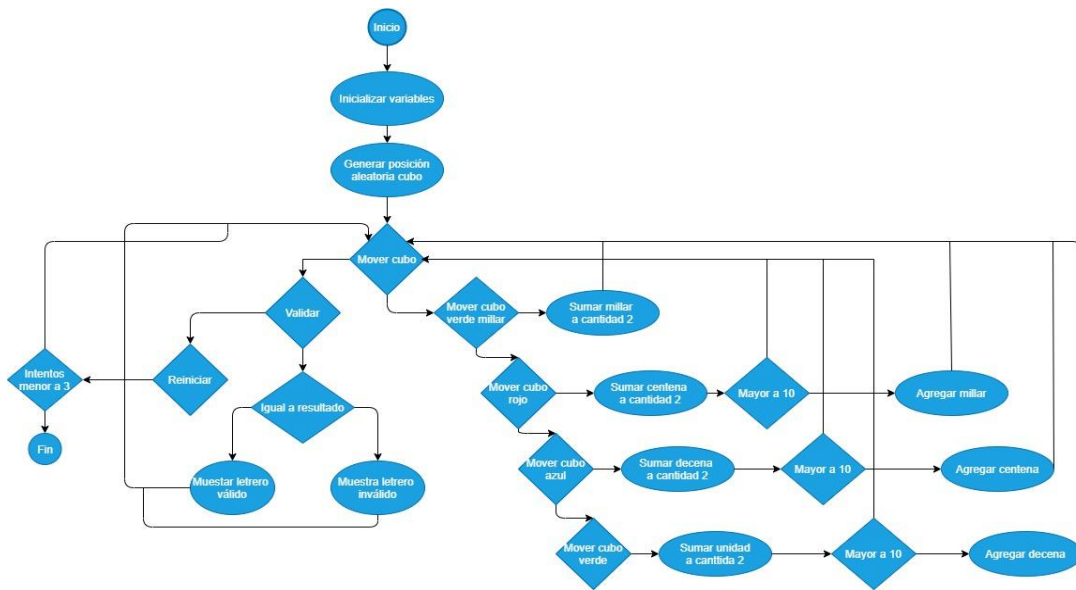 Inicio
Inicializar variables
Generar posición
aleatoria cubo
Mover cubo
Validar
Mover cubo
verde millar
Sumar millar
a cantidad 2
Intentos
menor a 3
Reiniciar
Mover cubo
rojo
Sumar centena
a cantidad 2
Mayor a 10
Agregar millar
Igual a resultado
Fin
Mover cubo
azul
Sumar decena
a cantidad 2
Mayor a 10
Agregar centena
Muestar letrero
válido
Muestra letrero
inválido
Mover cubo
verde
Sumar unidad
a canttida 2
Mayor a 10
Agregar decena